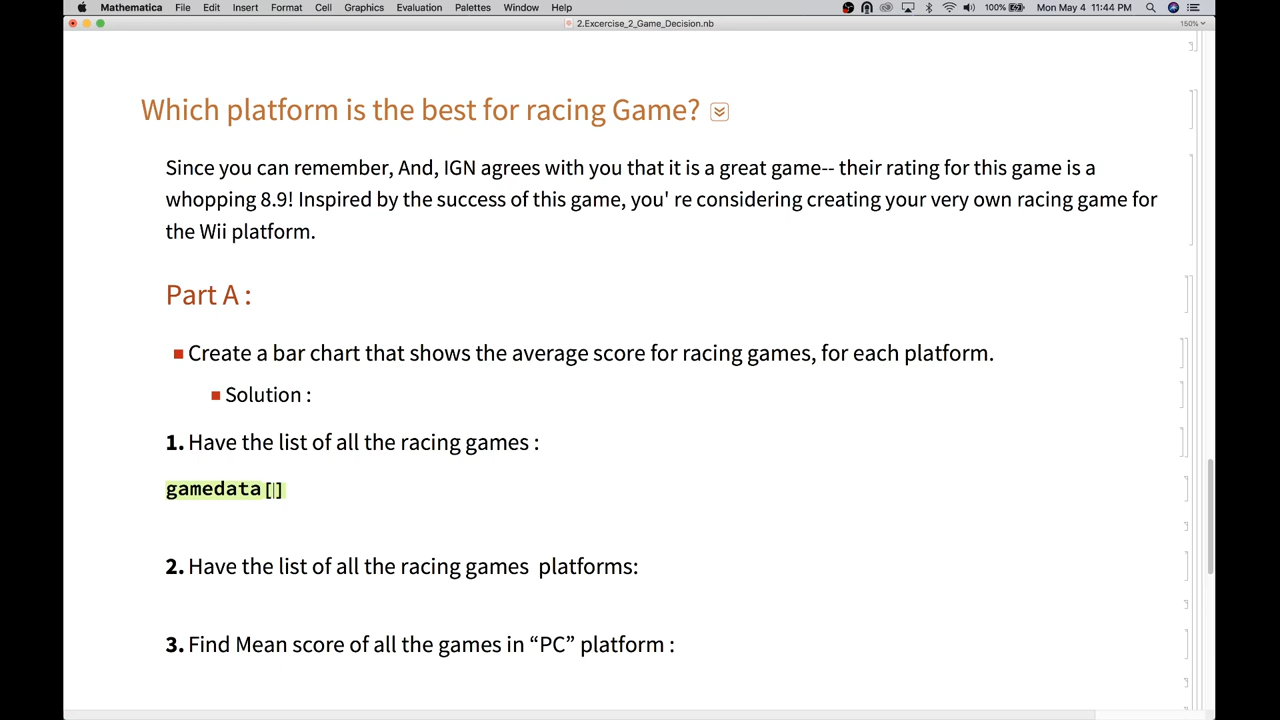 Mathematica File Edit Insert Format Cell Graphics Evaluation Palettes Window Help 100% Mon May 4 11:44 PM
2.Excercise_2_Game_Decision.nb 150%
Which platform is the best for racing Game?
Since you can remember, And, IGN agrees with you that it is a great game-- their rating for this game is a
whopping 8.9! Inspired by the success of this game, you' re considering creating your very own racing game for
the Wii platform.
Part A :
Create a bar chart that shows the average score for racing games, for each platform.
Solution :
1. Have the list of all the racing games :
gamedata[]
2. Have the list of all the racing games  platforms:
3. Find Mean score of all the games in “PC” platform :